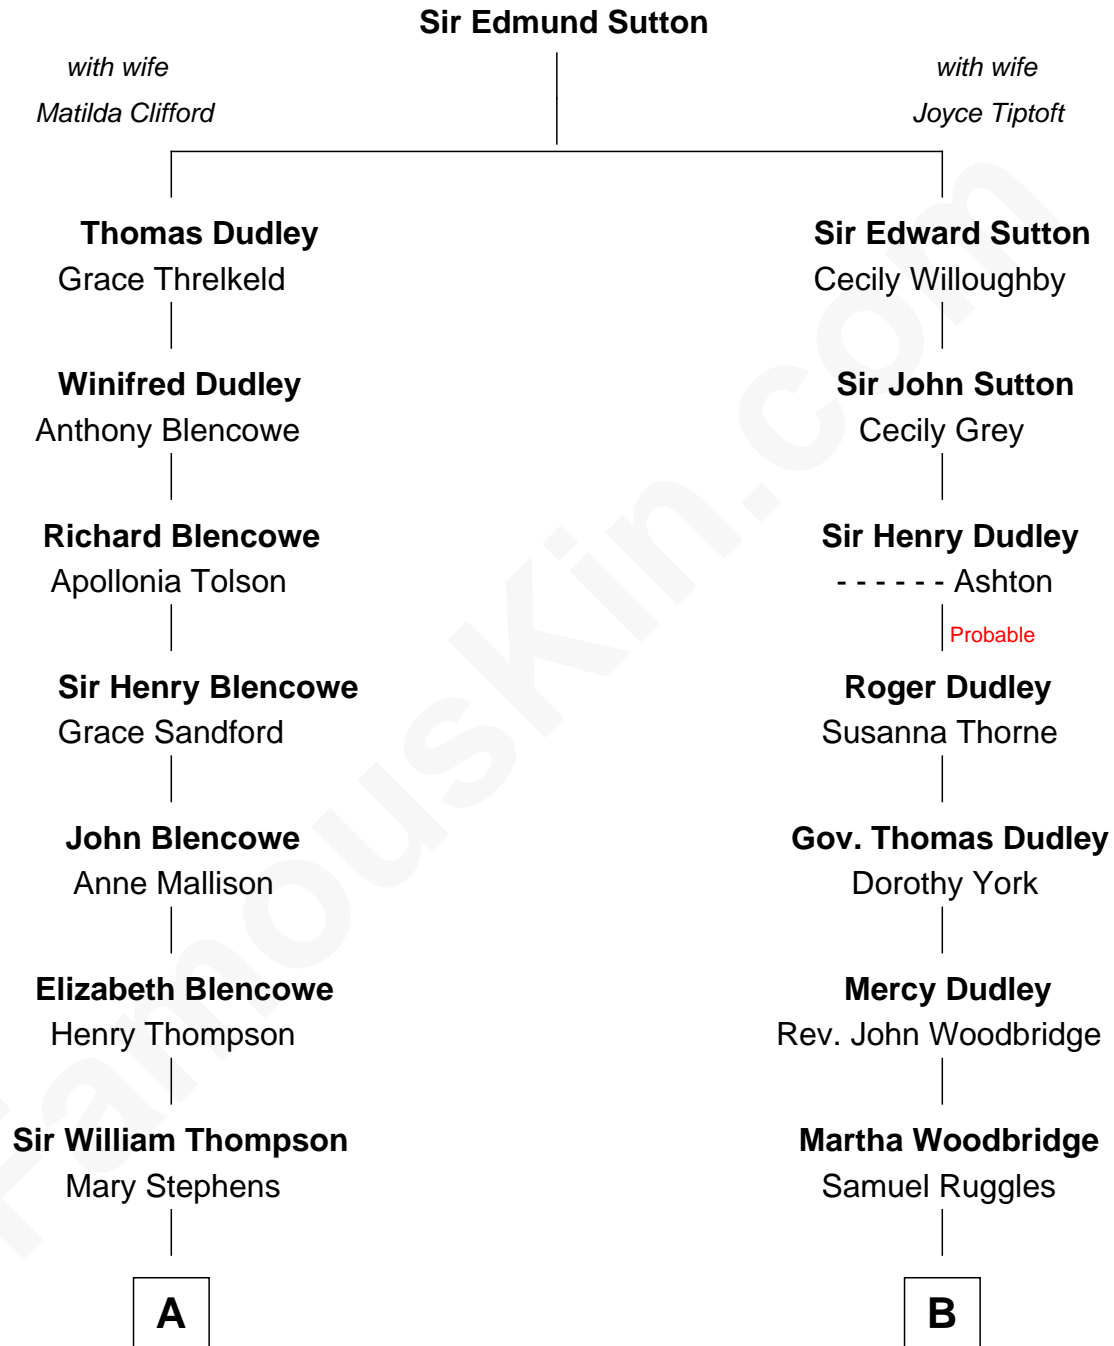 Sir Edmund Sutton
with wife
Matilda Clifford
with wife
Joyce Tiptoft
Thomas Dudley
Grace Threlkeld
Sir Edward Sutton
Cecily Willoughby
Winifred Dudley
Anthony Blencowe
Sir John Sutton
Cecily Grey
Richard Blencowe
Apollonia Tolson
Sir Henry Dudley
- - - - - - Ashton
Probable
Sir Henry Blencowe
Grace Sandford
Roger Dudley
Susanna Thorne
John Blencowe
Anne Mallison
Gov. Thomas Dudley
Dorothy York
Elizabeth Blencowe
Henry Thompson
Mercy Dudley
Rev. John Woodbridge
Sir William Thompson
Mary Stephens
Martha Woodbridge
Samuel Ruggles
A
B
FamousKin.com